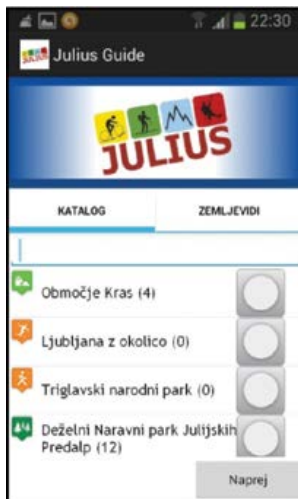 22:30
Julius Guide
JULIUS
KATALOG
ZEMLJEVIDI
Območje Kras (4)
Ljubljana z okolico (0)
Triglavski narodni park (0)
Deželni Naravni park Julijskih
Predalp (12)
Naprej